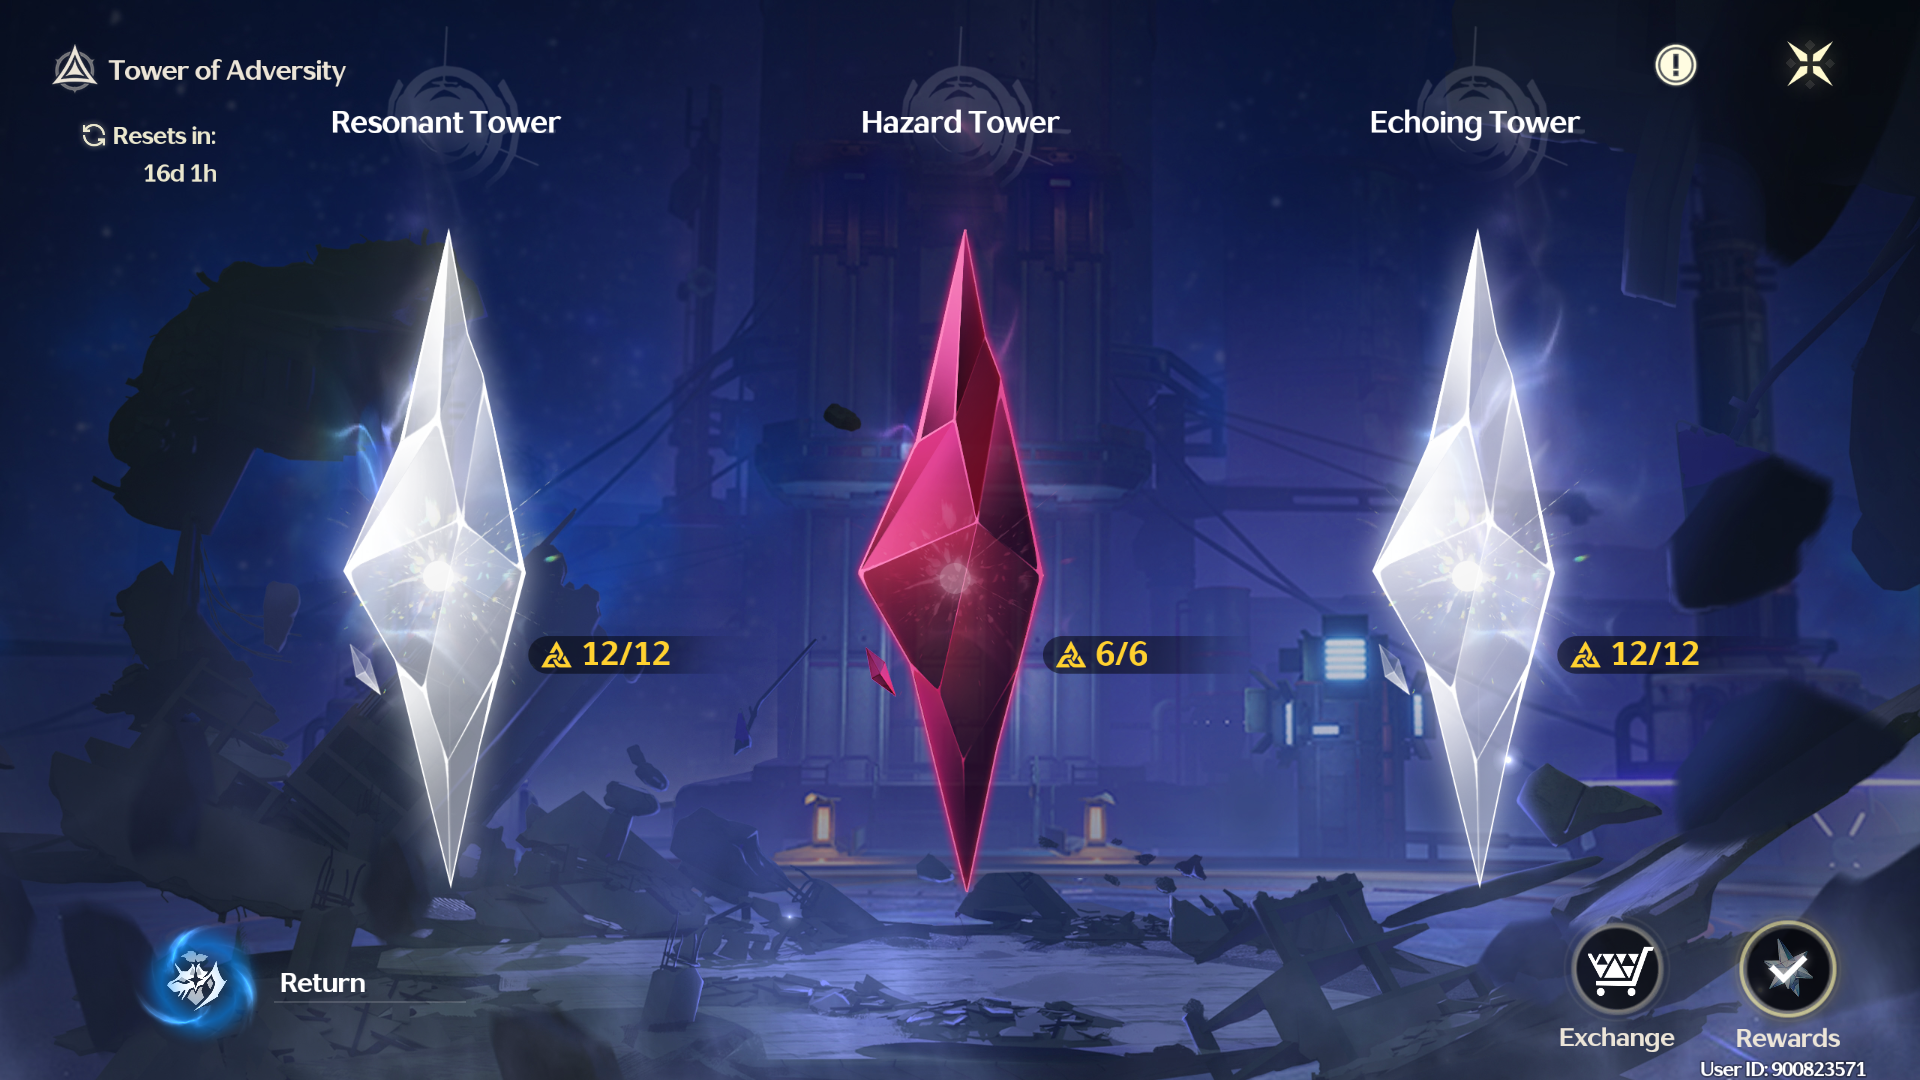 Tower of Adversity
Resets in:
16d 1h
Resonant Tower
Hazard Tower
Echoing Tower
12/12
6/6
12/12
Return
Exchange
Rewards
User ID: 900823571